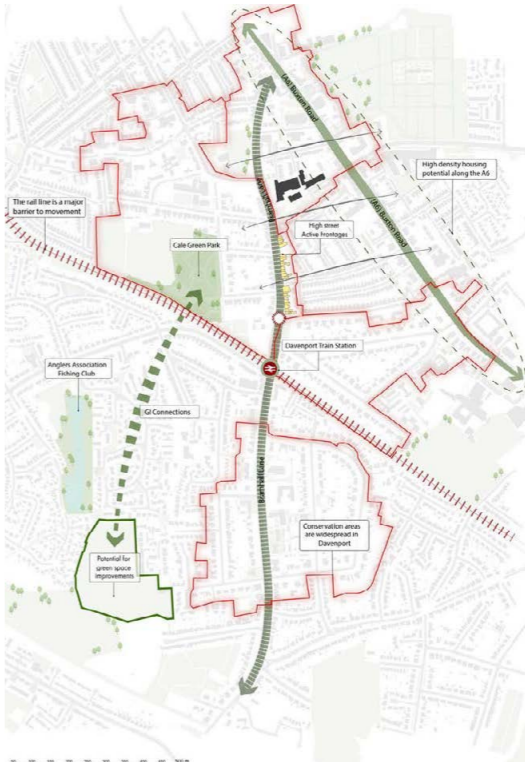 (A6) Buxton Road
High density housing
potential along the A6
The rail line is a major
barrier to movement
(A6) Buxton Road
High street
Active Frontages
Cale Green Park
Davenport Train Station
Anglers Association
Fishing Club
GI Connections
Conservation areas
are widespread in
Davenport
Potential for
green space
improvements